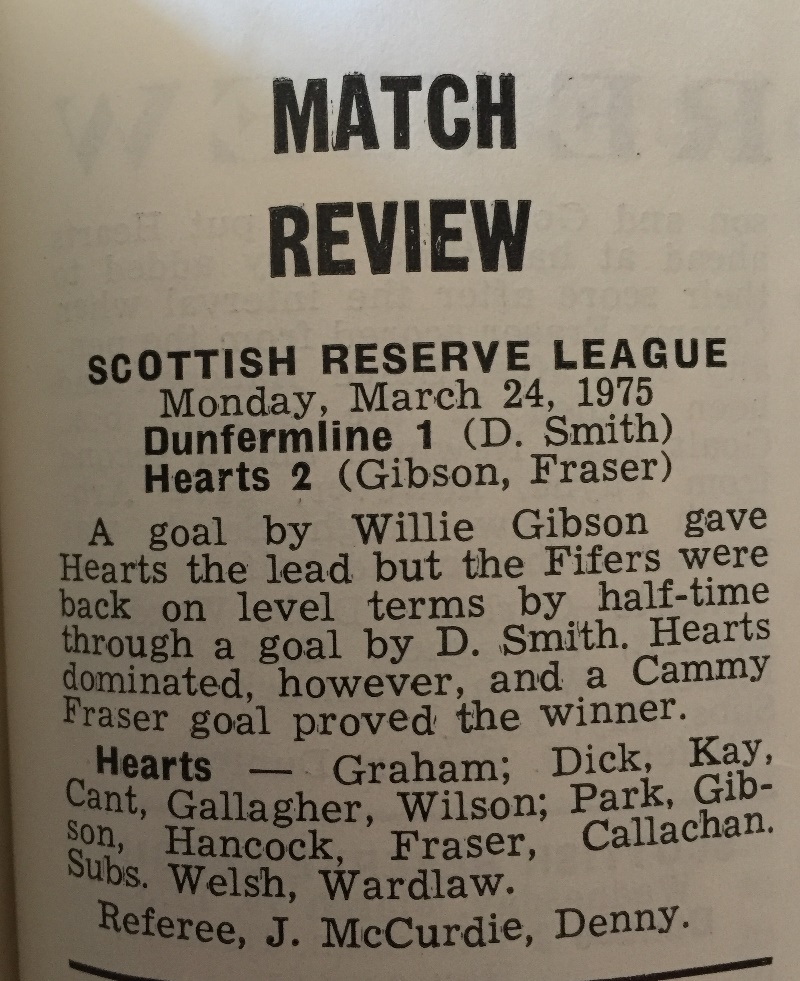 MATCH
REVIEW
SCOTTISH RESERVE LEAGUE
Monday, March 24, 1975
Dunfermline 1 (D. Smith)
Hearts 2 (Gibson, Fraser)
A goal by Willie Gibson gave
Hearts the lead but the Fifers were
back on level terms by half-time
through a goal by D. Smith. Hearts
dominated, however, and a Cammy
Fraser goal proved the winner.
Hearts — Graham; Dick, Kay,
Cant, Gallagher, Wilson; Park, Gib-
son, Hancock, Fraser, Callachan.
Subs. Welsh, Wardlaw.
Referee, J. McCurdie, Denny.